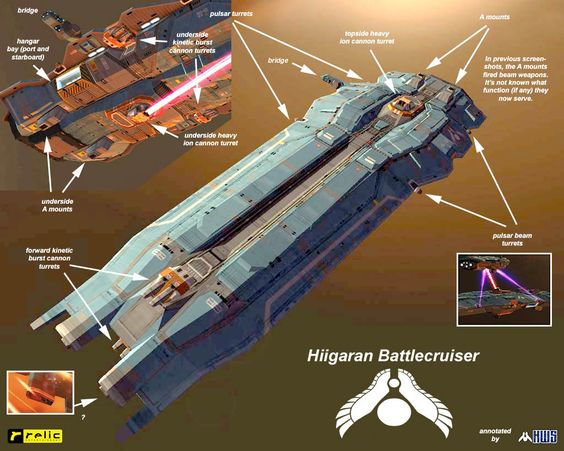 bridge
hangar
bay (port and
starboard)
underside
kinetic burst
cannon turrets
pulsar turrets
bridge
topside heavy
ion cannon turret
A mounts
In previous screen-
shots, the A mounts
fired beam weapons.
It's not known what
function (if any) they
now serve.
underside heavy
ion cannon turret
underside
A mounts
pulsar beam
turrets
forward kinetic
burst cannon
turrets
?
Hiigaran Battlecruiser
relic
annotated
by
HWS